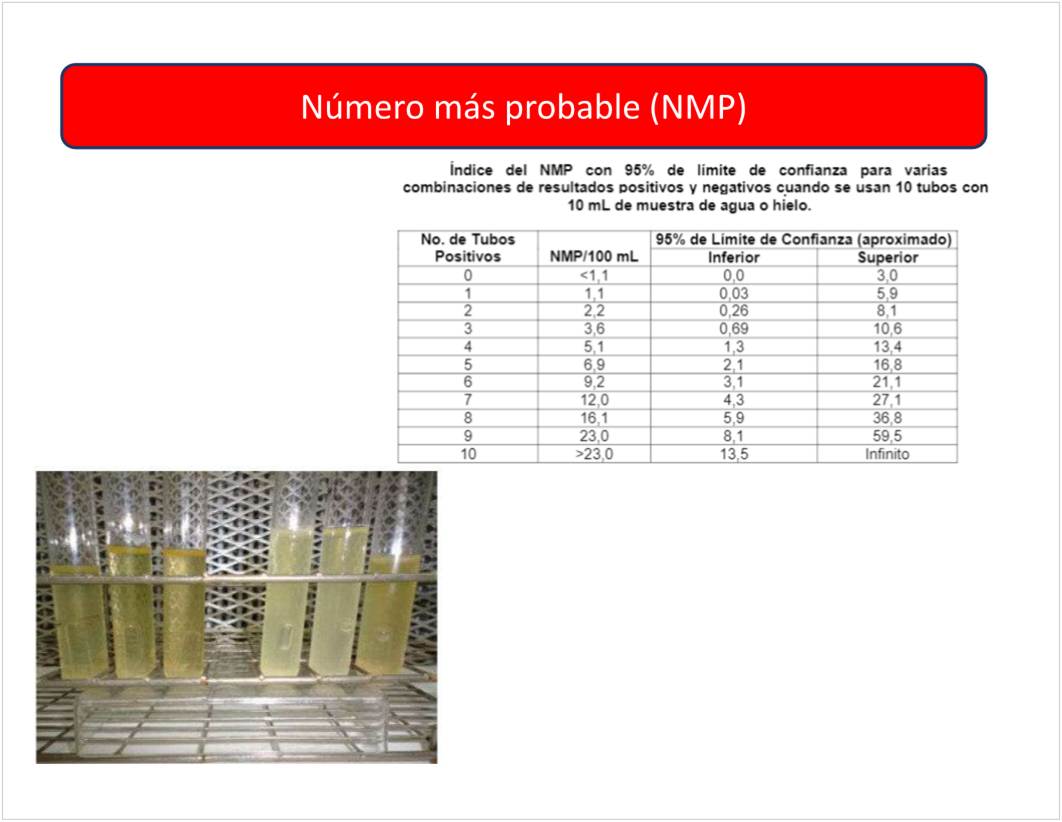 Número más probable (NMP)
Índice del NMP con 95% de límite de confianza para varias
combinaciones de resultados positivos y negativos cuando se usan 10 tubos con
10 mL de muestra de agua o hielo.
No. de Tubos Positivos NMP/100 mL 95% de Límite de Confianza (aproximado)
Inferior Superior
0 <1,1 0,0 3,0
1 1,1 0,03 5,9
2 2,2 0,26 8,1
3 3,6 0,69 10,6
4 5,1 1,3 13,4
5 6,9 2,1 16,8
6 9,2 3,1 21,1
7 12,0 4,3 27,1
8 16,1 5,9 36,8
9 23,0 8,1 59,5
10 >23,0 13,5 Infinito